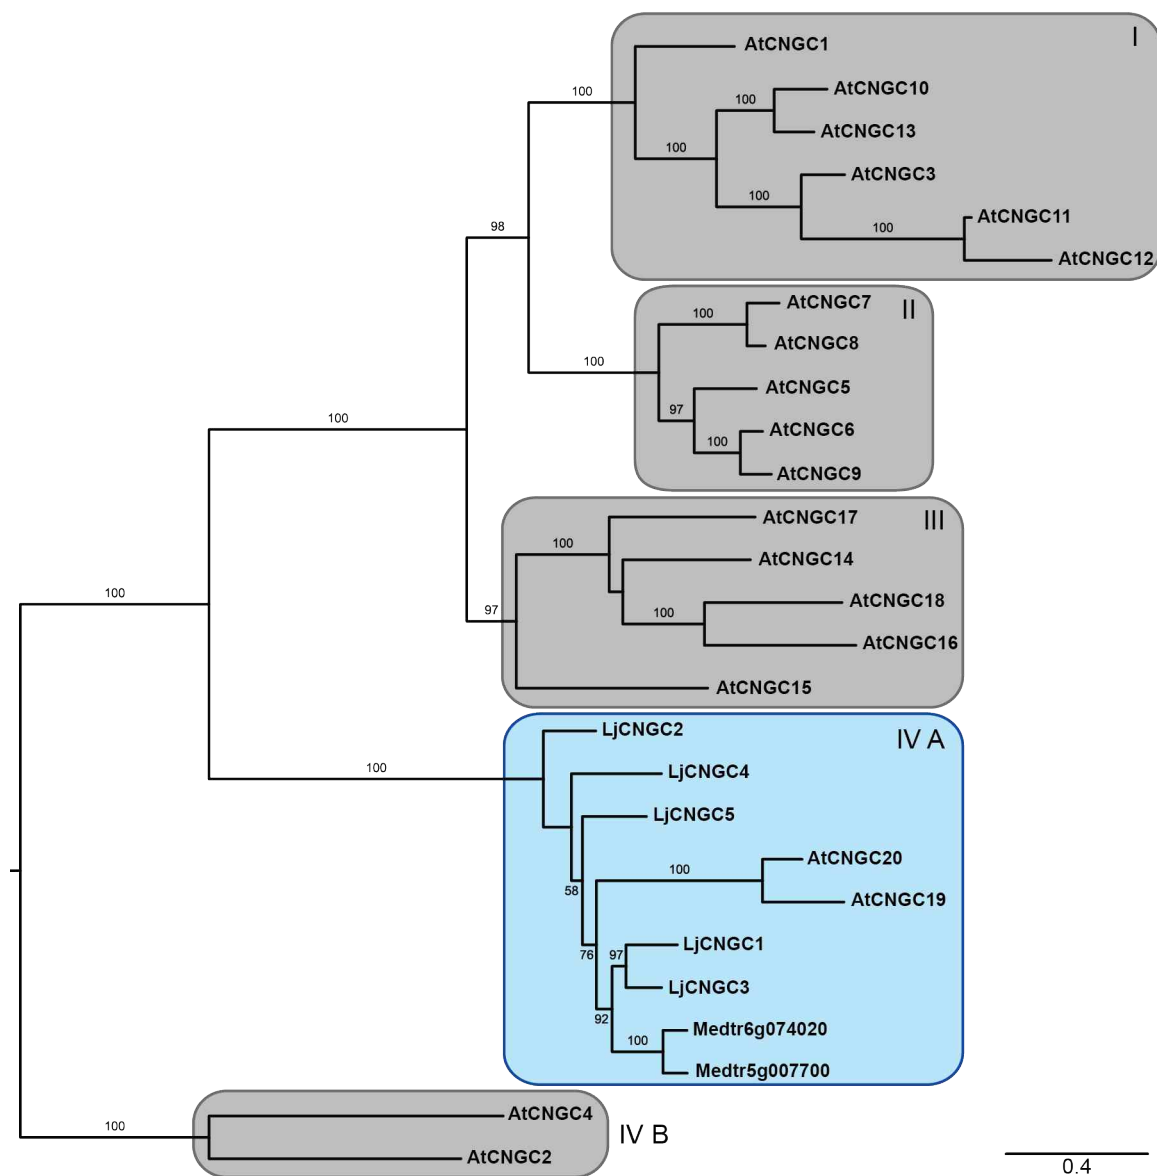 I
AtCNGC1
100
AtCNGC10
100
AtCNGC13
100
AtCNGC3
100
AtCNGC11
100
AtCNGC12
98
II
AtCNGC7
100
AtCNGC8
100
AtCNGC5
97
AtCNGC6
100
AtCNGC9
100
III
AtCNGC17
100
AtCNGC14
AtCNGC18
100
AtCNGC16
97
AtCNGC15
100
IV A
LjCNGC2
100
LjCNGC4
LjCNGC5
AtCNGC20
100
58
AtCNGC19
LjCNGC1
97
76
LjCNGC3
92
Medtr6g074020
100
Medtr5g007700
AtCNGC4
100
IV B
AtCNGC2
0.4